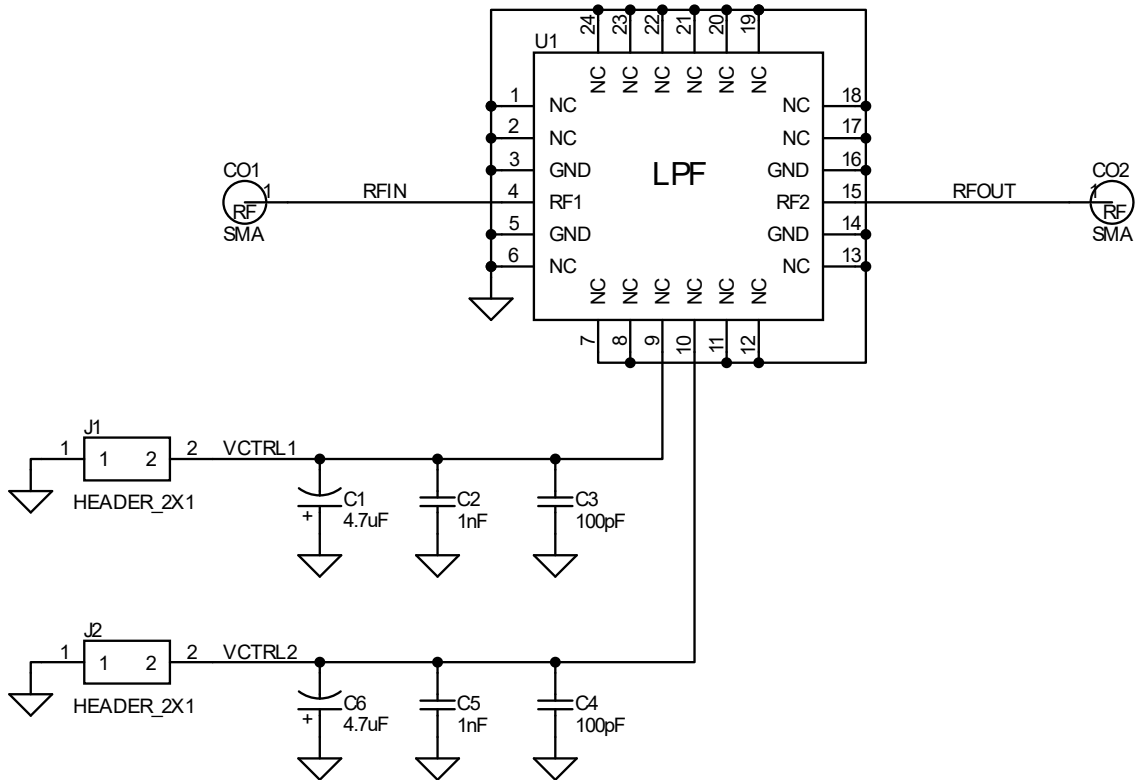 24 23 22 21 20 19
U1
NC NC NC NC NC NC
1 NC NC 18
2 NC NC 17
3 GND GND 16
LPF
CO1 1 RF SMA
RFIN
4 RF1 RF2 15
RFOUT
CO2 1 RF SMA
5 GND GND 14
6 NC NC 13
NC NC NC NC NC NC
7 8 9 10 11 12
J1
1 1 2 2 VCTRL1
HEADER_2X1
+ C1 4.7uF
C2 1nF
C3 100pF
J2
1 1 2 2 VCTRL2
HEADER_2X1
+ C6 4.7uF
C5 1nF
C4 100pF